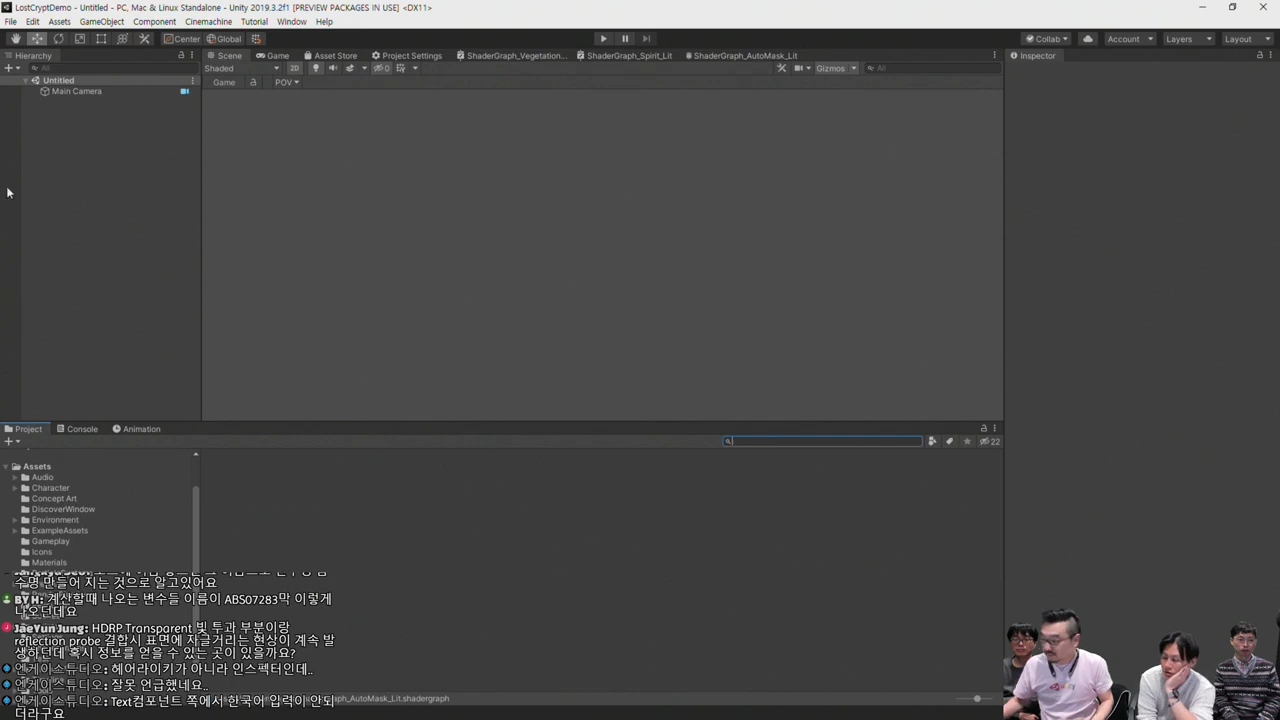 LostCryptDemo - Untitled - PC, Mac & Linux Standalone - Unity 2019.3.2f1 [PREVIEW PACKAGES IN USE] <DX11>
File Edit Assets GameObject Component Cinemachine Tutorial Window Help
Center Global Collab Account Layers Layout
Hierarchy Scene Game Asset Store Project Settings ShaderGraph_Vegetation... ShaderGraph_Spirit_Lit ShaderGraph_AutoMask_Lit Inspector
All Shaded 2D 0 Gizmos All
Untitled Game POV
Main Camera
Project Console Animation
22
Assets
Audio
Character
Concept Art
DiscoverWindow
Environment
ExampleAssets
Gameplay
Icons
Materials
수명 만들어 지는 것으로 알고있어요
BY H: 계산할때 나오는 변수들 이름이 ABS07283막 이렇게
나오던데요
JaeYun Jung: HDRP Transparent 빛 투과 부분이랑
reflection probe 결합시 표면에 자글거리는 현상이 계속 발
생하던데 혹시 정보를 얻을 수 있는 곳이 있을까요?
엔케이스튜디오: 헤어라이키가 아니라 인스펙터인데..
엔케이스튜디오: 잘못 언급했네요..
엔케이스튜디오: Text컴포넌트 쪽에서 한국어 입력이 안되
raph_AutoMask_Lit.shadergraph
더라구요